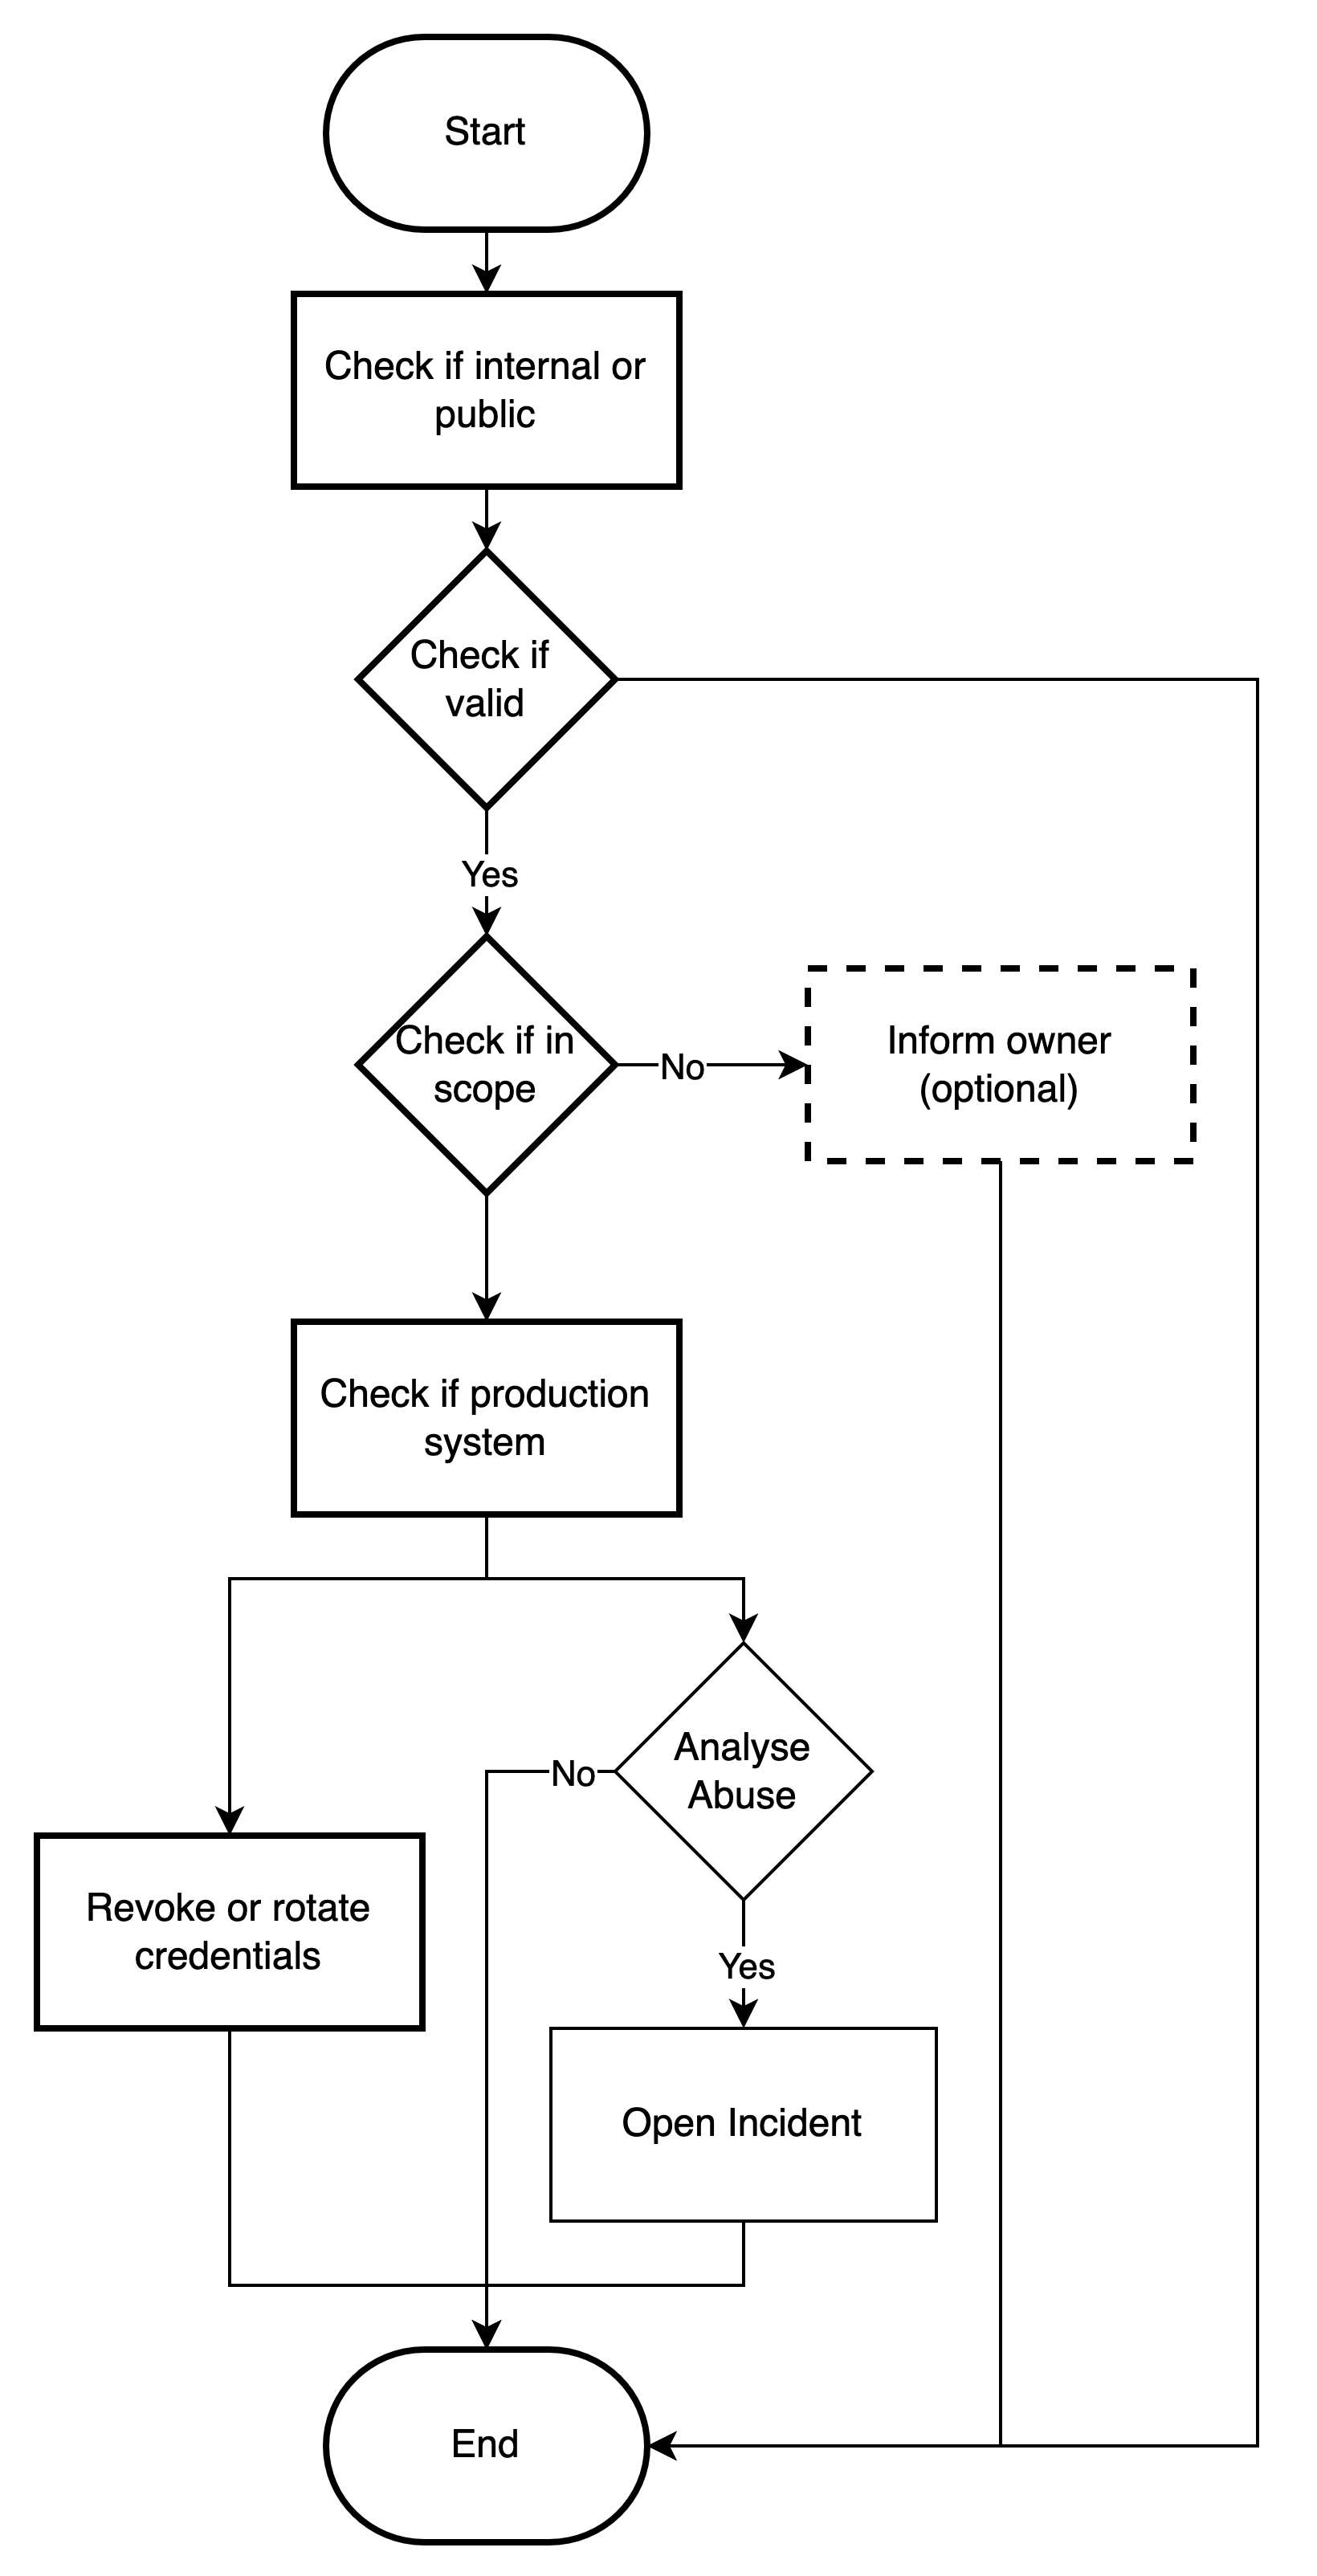 Start
Check if internal or
public
Check if
valid
Yes
Check if in
scope
No
Inform owner
(optional)
Check if production
system
Analyse
Abuse
No
Revoke or rotate
credentials
Yes
Open Incident
End